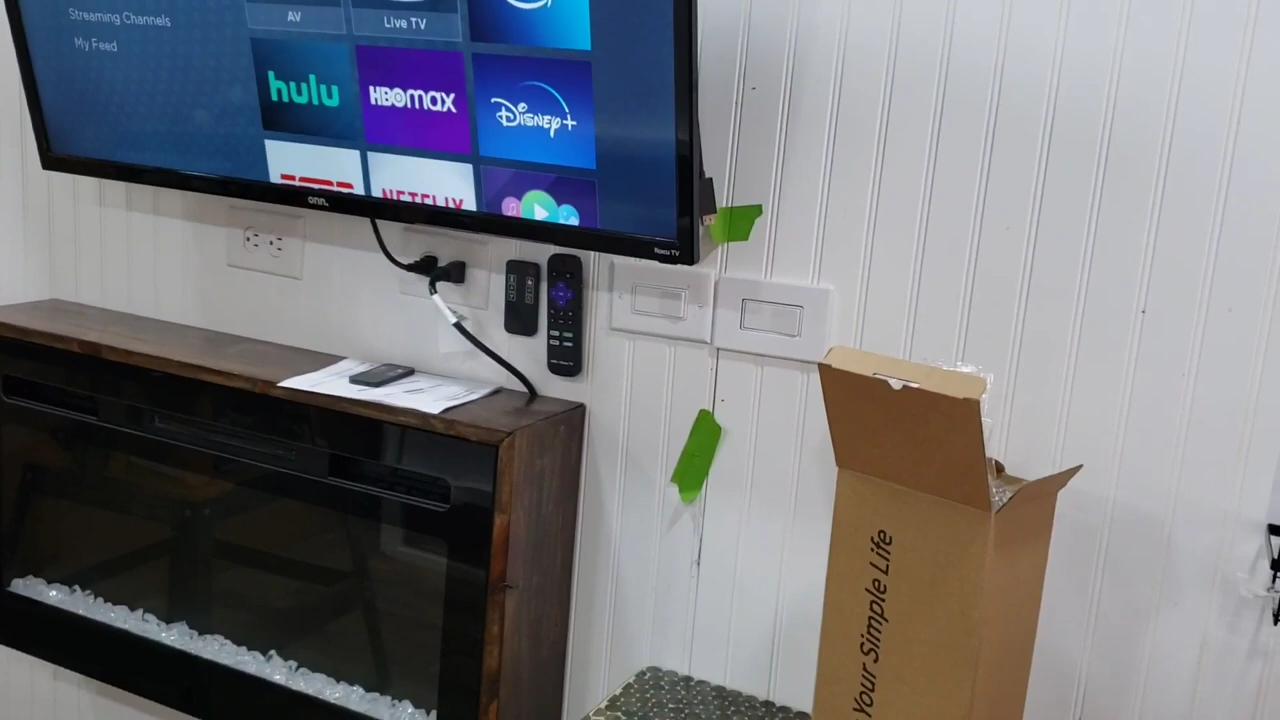 Streaming Channels
My Feed
AV
Live TV
hulu
HBOMAX
Disney+
NETFLIX
onn.
Roku TV
Your Simple Life